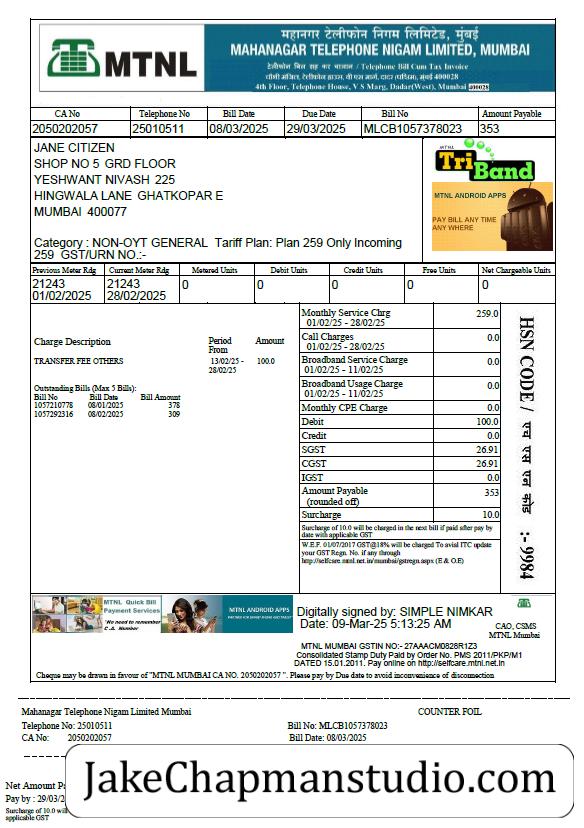 महानगर टेलीफोन निगम लिमिटेड, मुंबई
MTNL
MAHANAGAR TELEPHONE NIGAM LIMITED, MUMBAI
टेलीफोन बिल सह कर चालान / Telephone Bill Cum Tax Invoice
4th Floor, Telephone House, V S Marg, Dadar(West), Mumbai 400028
CA No Telephone No Bill Date Due Date Bill No Amount Payable
2050202057 25010511 08/03/2025 29/03/2025 MLCB1057378023 353
JANE CITIZEN
SHOP NO 5 GRD FLOOR
YESHWANT NIVASH 225
HINGWALA LANE GHATKOPAR E
MUMBAI 400077
MTNL
TriBand
MTNL ANDROID APPS
PAY BILL ANY TIME
ANY WHERE
Category : NON-OYT GENERAL Tariff Plan: Plan 259 Only Incoming
259 GST/URN NO.:-
Previous Meter Rdg Current Meter Rdg Metered Units Debit Units Credit Units Free Units Net Chargeable Units
21243 21243 0 0 0 0 0
01/02/2025 28/02/2025
Charge Description Period From Amount
TRANSFER FEE OTHERS 13/02/25 - 28/02/25 100.0
Outstanding Bills (Max 5 Bills):
Bill No Bill Date Bill Amount
1057210778 08/01/2025 378
1057292316 08/02/2025 309
Monthly Service Chrg 259.0
01/02/25 - 28/02/25
Call Charges 0.0
01/02/25 - 28/02/25
Broadband Service Charge 0.0
01/02/25 - 11/02/25
Broadband Usage Charge 0.0
01/02/25 - 11/02/25
Monthly CPE Charge 0.0
Debit 100.0
Credit 0.0
SGST 26.91
CGST 26.91
IGST 0.0
Amount Payable 353
(rounded off)
Surcharge 10.0
Surcharge of 10.0 will be charged in the next bill if paid after pay by
date with applicable GST
W.E.F. 01/07/2017 GST@18% will be charged To avial ITC update
your GST Regn. No. if any through
http://selfcare.mtnl.net.in/mumbai/gstregn.aspx (E & O.E)
HSN CODE / एच एस एन कोड :- 9984
MTNL Quick Bill
Payment Services
"No need to remember
C.A. Number
MTNL ANDROID APPS
Digitally signed by: SIMPLE NIMKAR
Date: 09-Mar-25 5:13:25 AM
CAO, CSMS
MTNL Mumbai
MTNL MUMBAI GSTIN NO:- 27AAACM0828R1Z3
Consolidated Stamp Duty Paid by Order No. PMS 2011/PKP/M1
DATED 15.01.2011. Pay online on http://selfcare.mtnl.net.in
Cheque may be drawn in favour of "MTNL MUMBAI CA NO. 2050202057 ". Please pay by Due date to avoid inconvenience of disconnection
Mahanagar Telephone Nigam Limited Mumbai COUNTER FOIL
Telephone No: 25010511 Bill No: MLCB1057378023
CA No: 2050202057 Bill Date: 08/03/2025
Net Amount
Pay by : 29/03/2
Surcharge of 10.0 will
applicable GST
JakeChapmanstudio.com